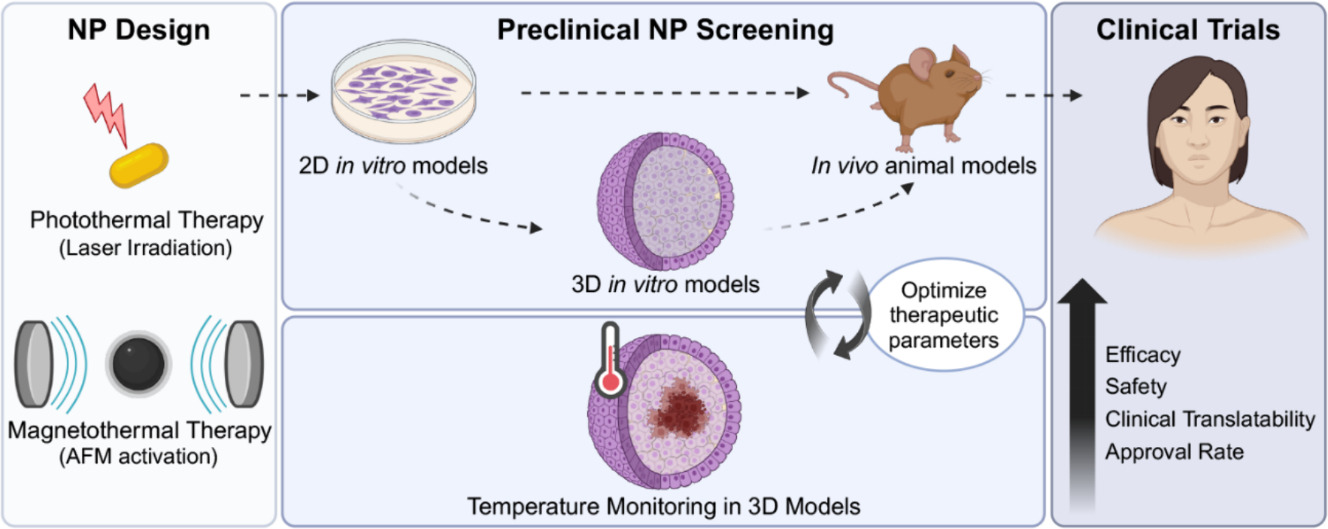 NP Design
Photothermal Therapy
(Laser Irradiation)
Magnetothermal Therapy
(AFM activation)
Preclinical NP Screening
2D in vitro models
3D in vitro models
In vivo animal models
Optimize
therapeutic
parameters
Temperature Monitoring in 3D Models
Clinical Trials
Efficacy
Safety
Clinical Translatability
Approval Rate